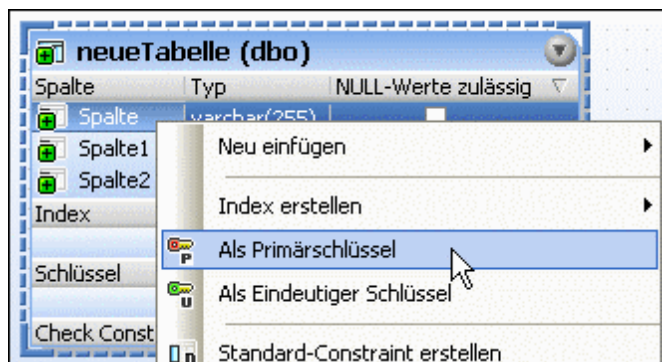 neueTabelle (dbo)
Spalte Typ NULL-Werte zulässig
Spalte varchar(255)
Spalte1
Spalte2
Index
Schlüssel
Check Const
Neu einfügen
Index erstellen
Als Primärschlüssel
Als Eindeutiger Schlüssel
Standard-Constraint erstellen